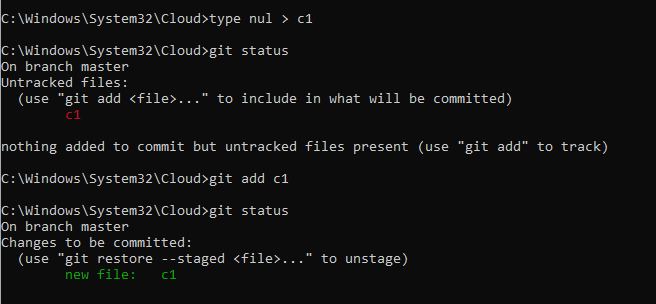 C:\Windows\System32\Cloud>type nul > c1
C:\Windows\System32\Cloud>git status
On branch master
Untracked files:
  (use "git add <file>..." to include in what will be committed)
        c1
nothing added to commit but untracked files present (use "git add" to track)
C:\Windows\System32\Cloud>git add c1
C:\Windows\System32\Cloud>git status
On branch master
Changes to be committed:
  (use "git restore --staged <file>..." to unstage)
        new file:   c1